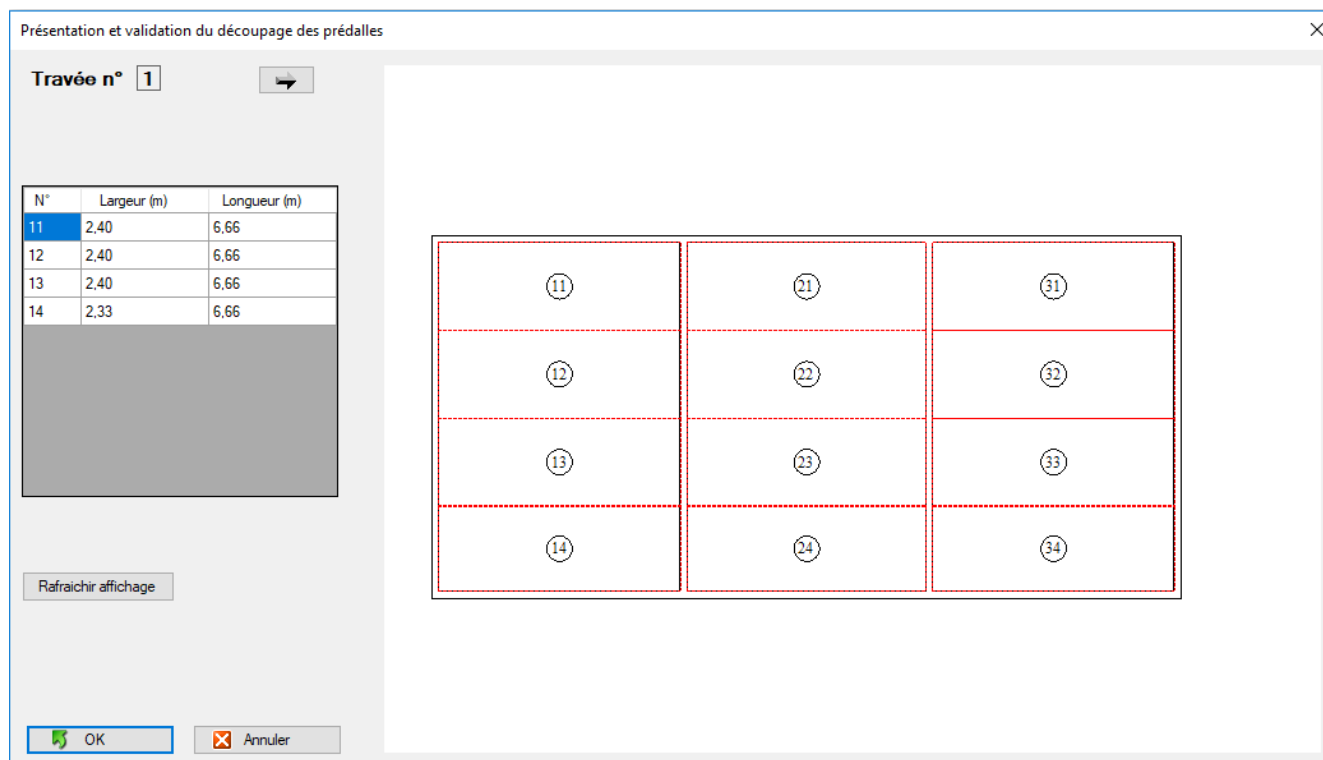 Présentation et validation du découpage des prédalles
Travée n° 1
N° Largeur (m) Longueur (m)
11 2,40 6,66
12 2,40 6,66
13 2,40 6,66
14 2,33 6,66
Rafraichir affichage
OK Annuler
11 21 31
12 22 32
13 23 33
14 24 34